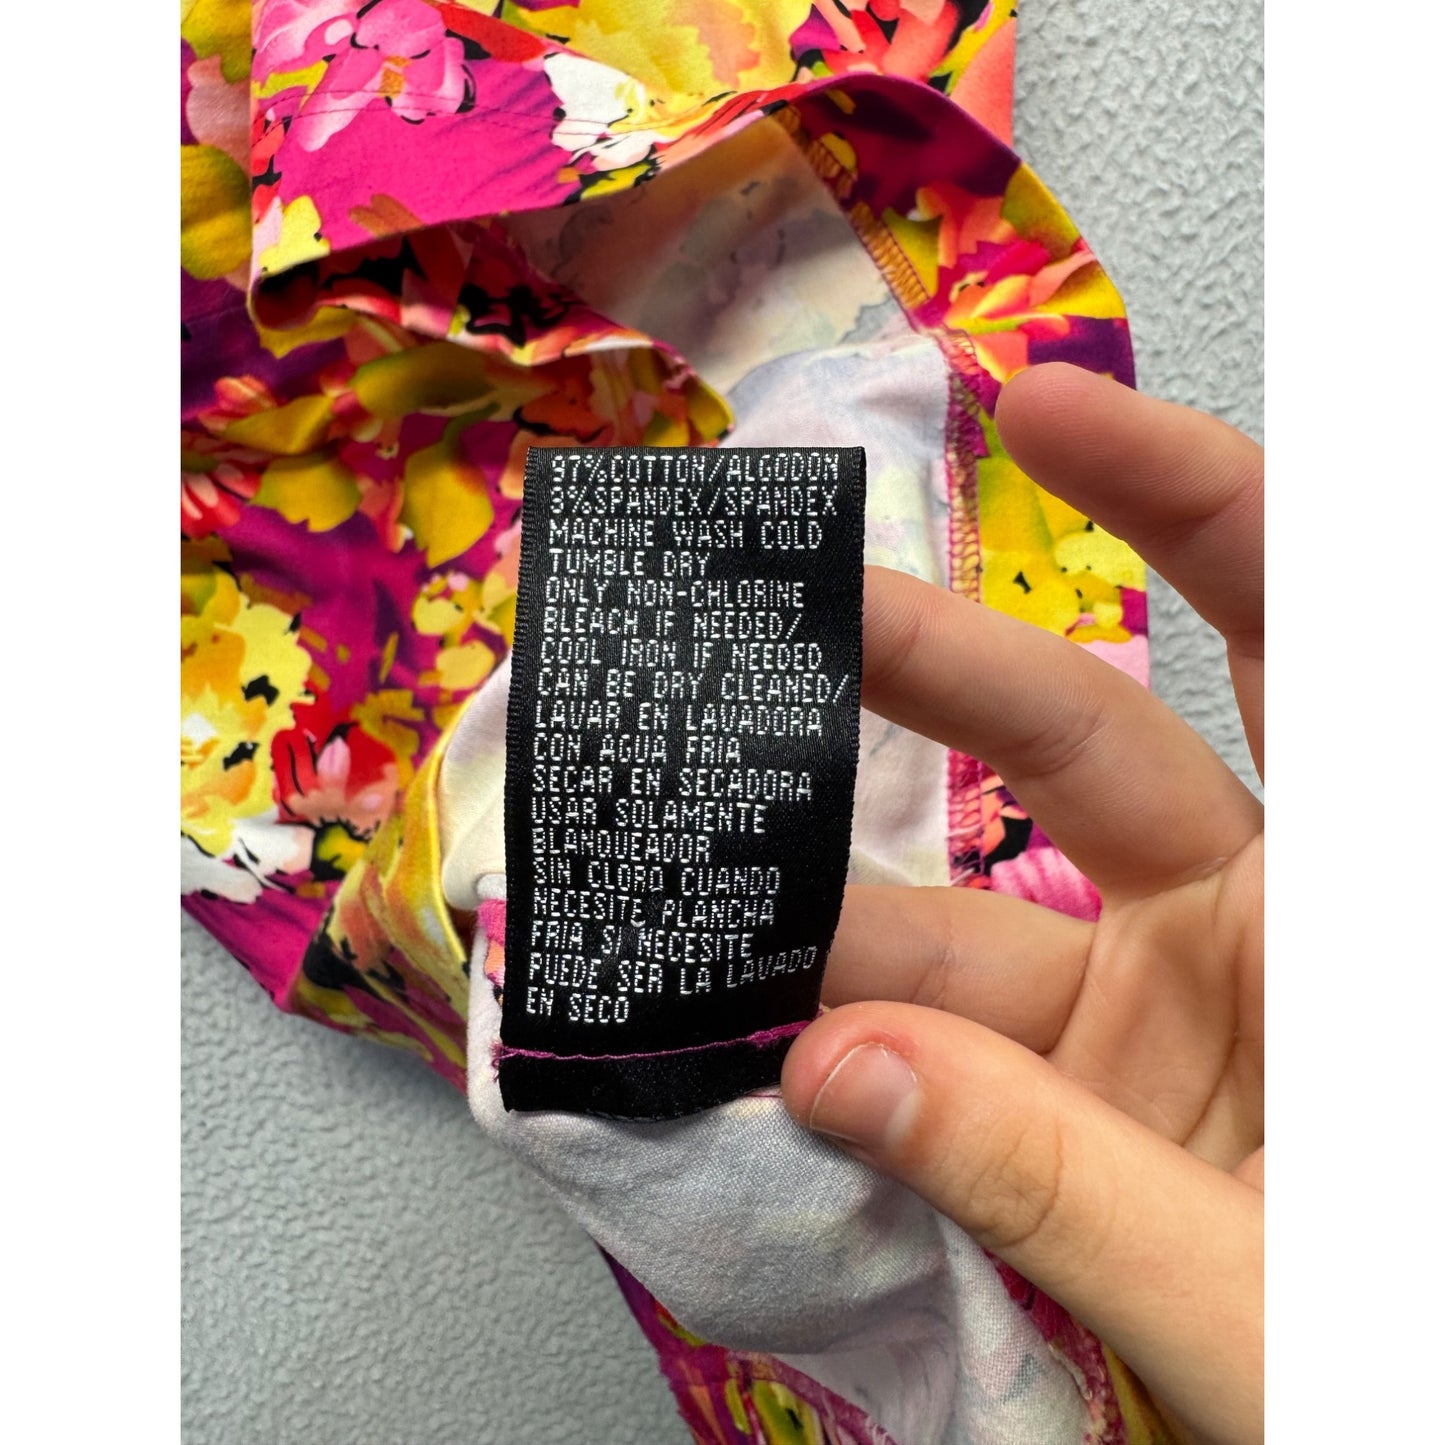 97%COTTON/ALGODON
3%SPANDEX/SPANDEX
MACHINE WASH COLD
TUMBLE DRY
ONLY NON-CHLORINE
BLEACH IF NEEDED/
COOL IRON IF NEEDED
CAN BE DRY CLEANED/
LAVAR EN LAVADORA
CON AGUA FRIA
SECAR EN SECADORA
USAR SOLAMENTE
BLANQUEADOR
SIN CLORO CUANDO
NECESITE PLANCHA
FRIA SI NECESITE
PUEDE SER LA LAVADO
EN SECO